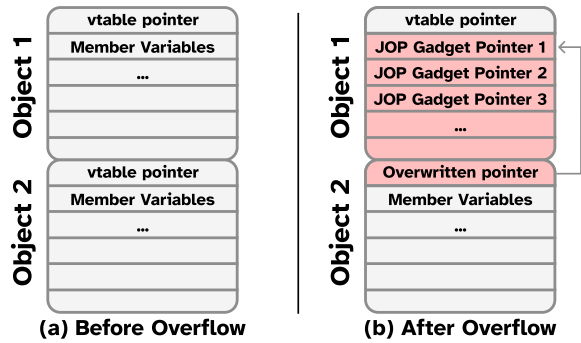 Object 1
vtable pointer
Member Variables
...
Object 2
vtable pointer
Member Variables
...
(a) Before Overflow
Object 1
vtable pointer
JOP Gadget Pointer 1
JOP Gadget Pointer 2
JOP Gadget Pointer 3
...
Object 2
Overwritten pointer
Member Variables
...
(b) After Overflow